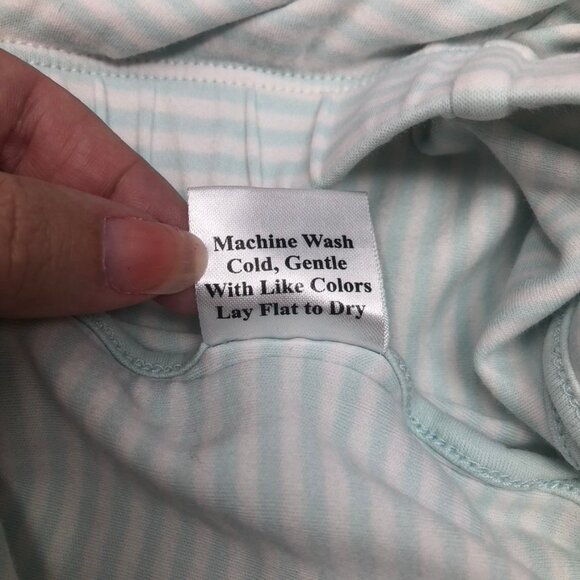 Machine Wash
Cold, Gentle
With Like Colors
Lay Flat to Dry